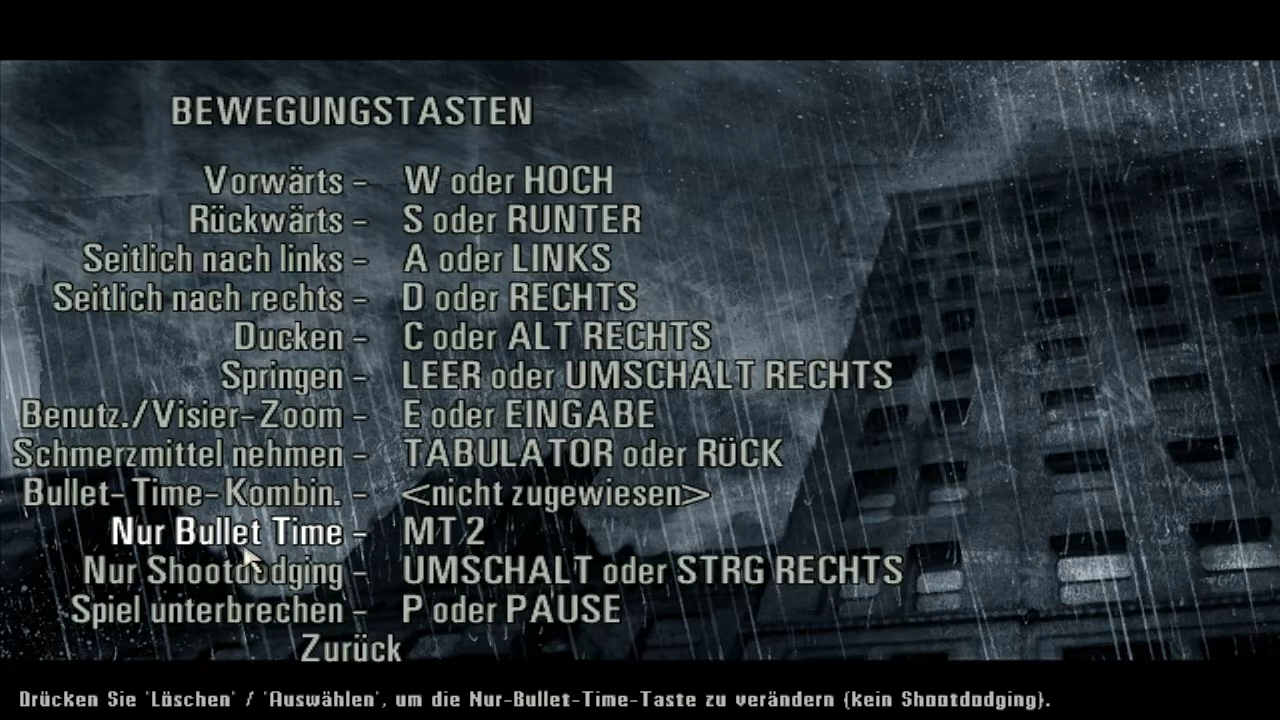 BEWEGUNGSTASTEN
Vorwärts - W oder HOCH
Rückwärts - S oder RUNTER
Seitlich nach links - A oder LINKS
Seitlich nach rechts - D oder RECHTS
Ducken - C oder ALT RECHTS
Springen - LEER oder UMSCHALT RECHTS
Benutz./Visier-Zoom - E oder EINGABE
Schmerzmittel nehmen - TABULATOR oder RÜCK
Bullet-Time-Kombin. - <nicht zugewiesen>
Nur Bullet Time - MT 2
Nur Shootdodging - UMSCHALT oder STRG RECHTS
Spiel unterbrechen - P oder PAUSE
Zurück
Drücken Sie 'Löschen' / 'Auswählen', um die Nur-Bullet-Time-Taste zu verändern (kein Shootdodging).